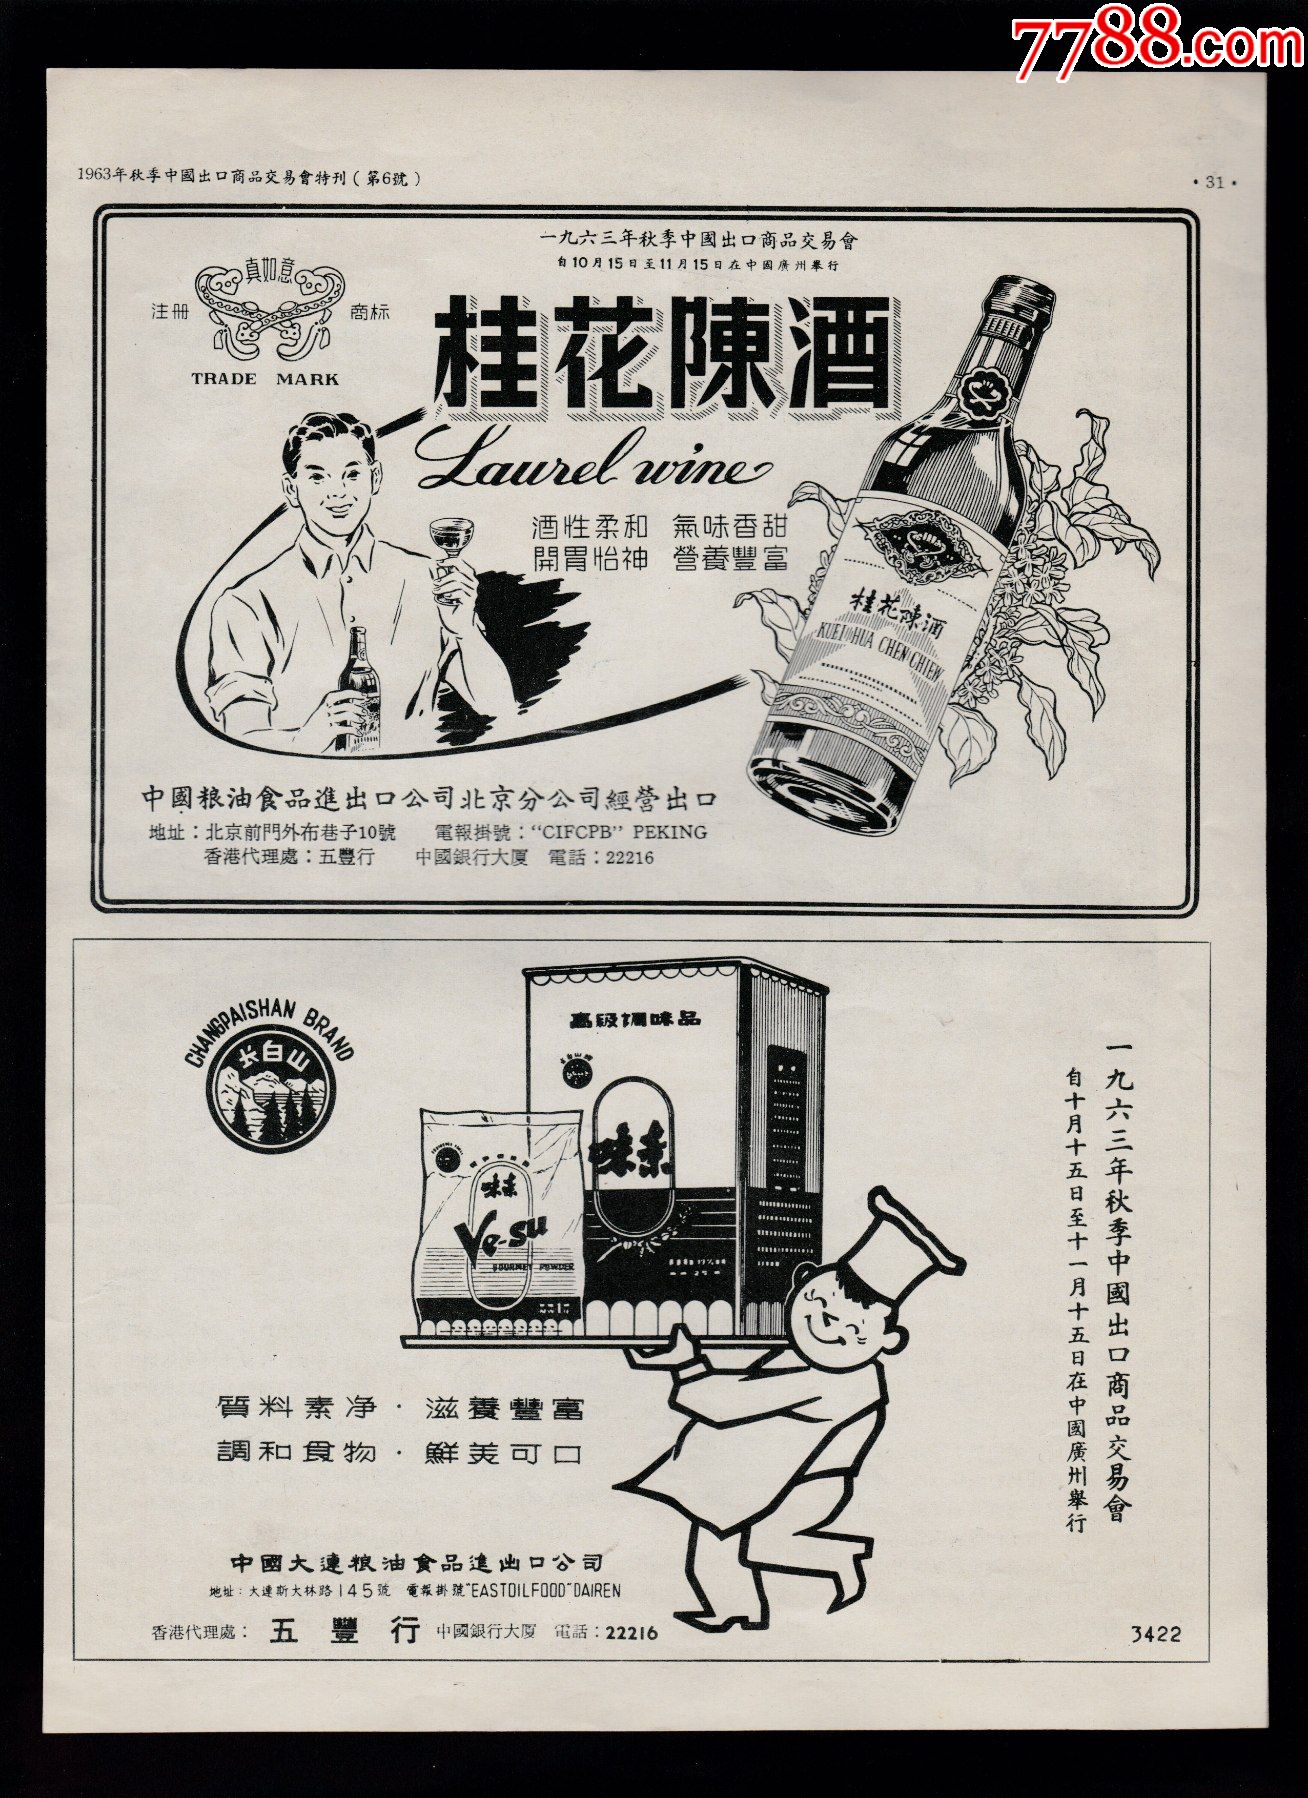 7788.com
1963年秋季中國出口商品交易會特刊（第6號）
·31·
一九六三年秋季中國出口商品交易會
自10月15日至11月15日在中國廣州舉行
真如意
注冊 商标
TRADE MARK
桂花陳酒
Laurel wine
酒性柔和 氣味香甜
開胃怡神 營養豐富
桂花陳酒
KUEI HUA CHEN CHIEW
中國粮油食品進出口公司北京分公司經營出口
地址：北京前門外布巷子10號 電報掛號：“CIFCPB” PEKING
香港代理處：五豐行 中國銀行大厦 電話：22216
CHANGPAISHAN BRAND
长白山
高级调味品
味素
味素
Ve-su
GOURMET POWDER
一九六三年秋季中國出口商品交易會
自十月十五日至十一月十五日在中國廣州舉行
質料素净·滋養豐富
調和食物·鮮美可口
中國大連粮油食品進出口公司
地址：大連斯大林路145號 電報掛號"EASTOILFOOD"DAIREN
香港代理處：五豐行 中國銀行大厦 電話：22216
3422